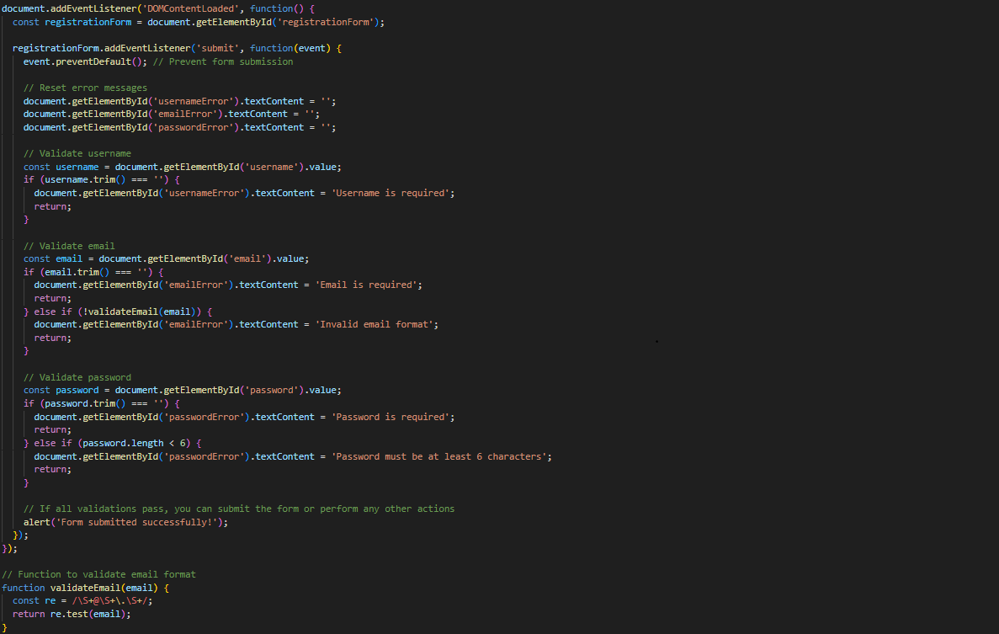 document.addEventListener('DOMContentLoaded', function() {
  const registrationForm = document.getElementById('registrationForm');

  registrationForm.addEventListener('submit', function(event) {
    event.preventDefault(); // Prevent form submission

    // Reset error messages
    document.getElementById('usernameError').textContent = '';
    document.getElementById('emailError').textContent = '';
    document.getElementById('passwordError').textContent = '';

    // Validate username
    const username = document.getElementById('username').value;
    if (username.trim() === '') {
      document.getElementById('usernameError').textContent = 'Username is required';
      return;
    }

    // Validate email
    const email = document.getElementById('email').value;
    if (email.trim() === '') {
      document.getElementById('emailError').textContent = 'Email is required';
      return;
    } else if (!validateEmail(email)) {
      document.getElementById('emailError').textContent = 'Invalid email format';
      return;
    }

    // Validate password
    const password = document.getElementById('password').value;
    if (password.trim() === '') {
      document.getElementById('passwordError').textContent = 'Password is required';
      return;
    } else if (password.length < 6) {
      document.getElementById('passwordError').textContent = 'Password must be at least 6 characters';
      return;
    }

    // If all validations pass, you can submit the form or perform any other actions
    alert('Form submitted successfully!');
  });
});

// Function to validate email format
function validateEmail(email) {
  const re = /\S+@\S+\.\S+/;
  return re.test(email);
}